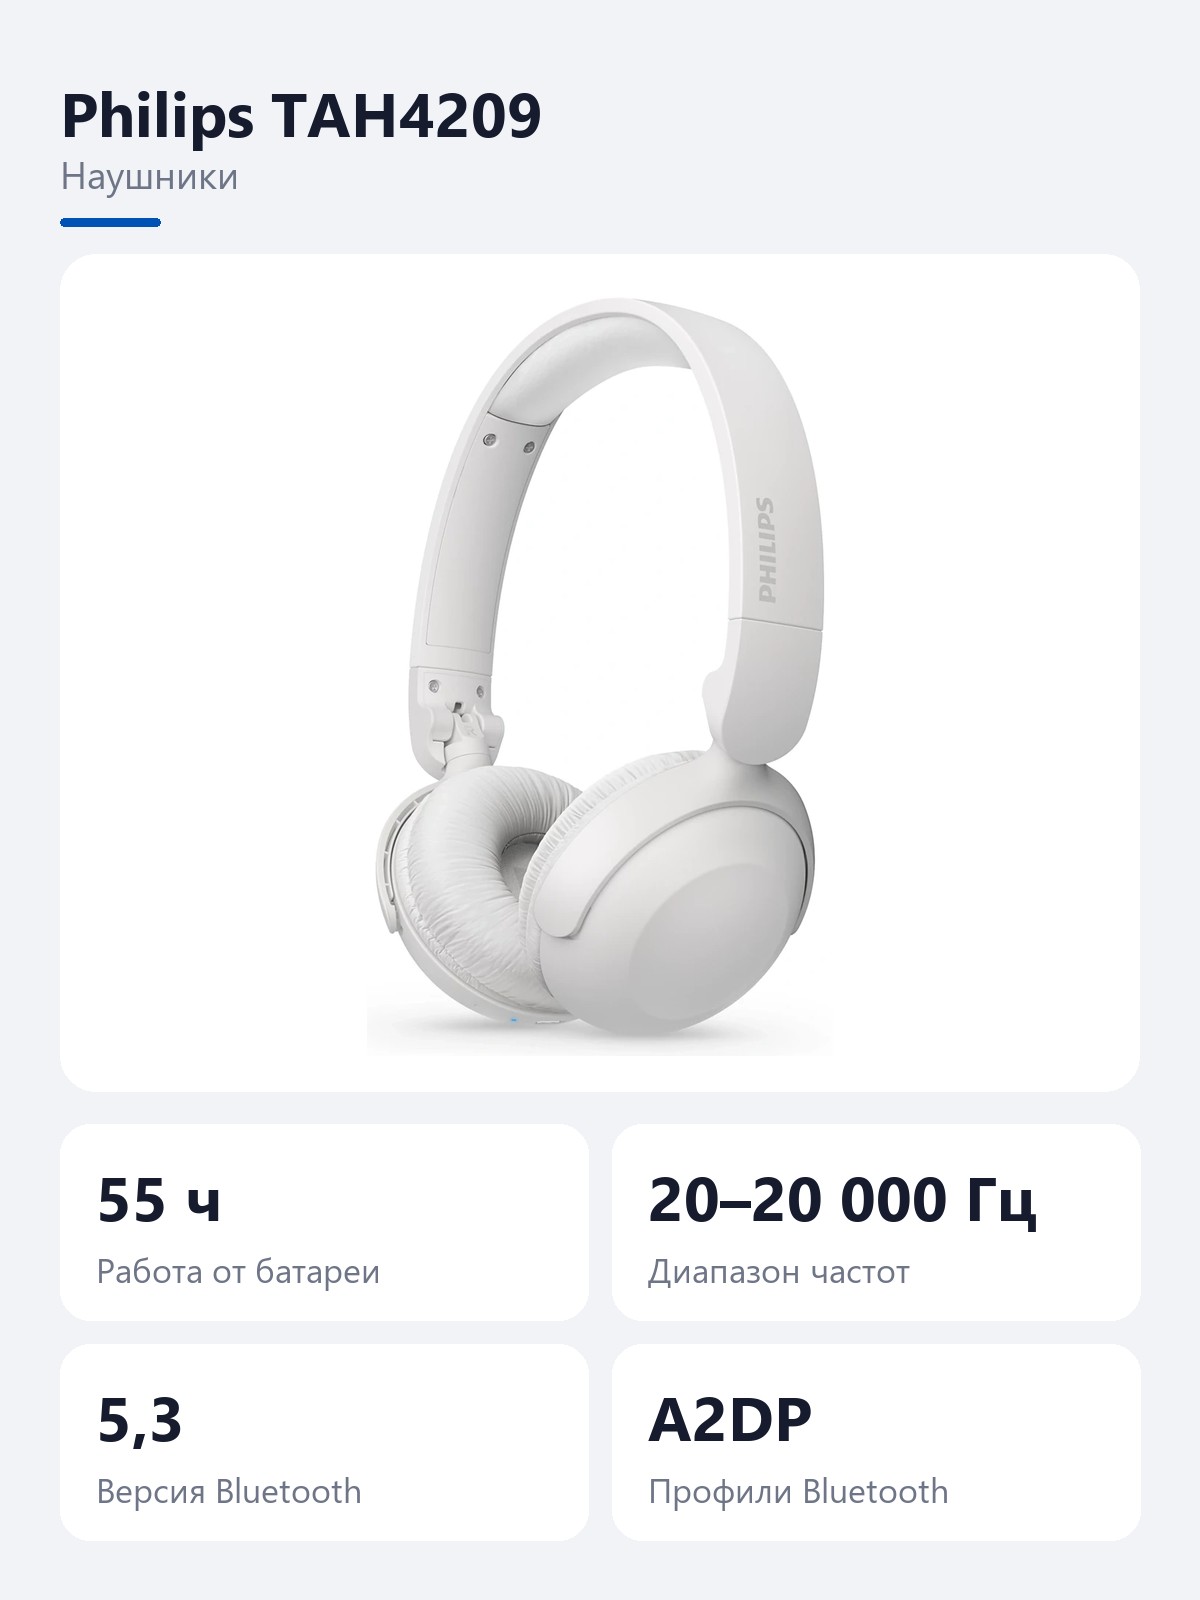 Philips TAH4209
Наушники
PHILIPS
55 ч
Работа от батареи
20–20 000 Гц
Диапазон частот
5,3
Версия Bluetooth
A2DP
Профили Bluetooth